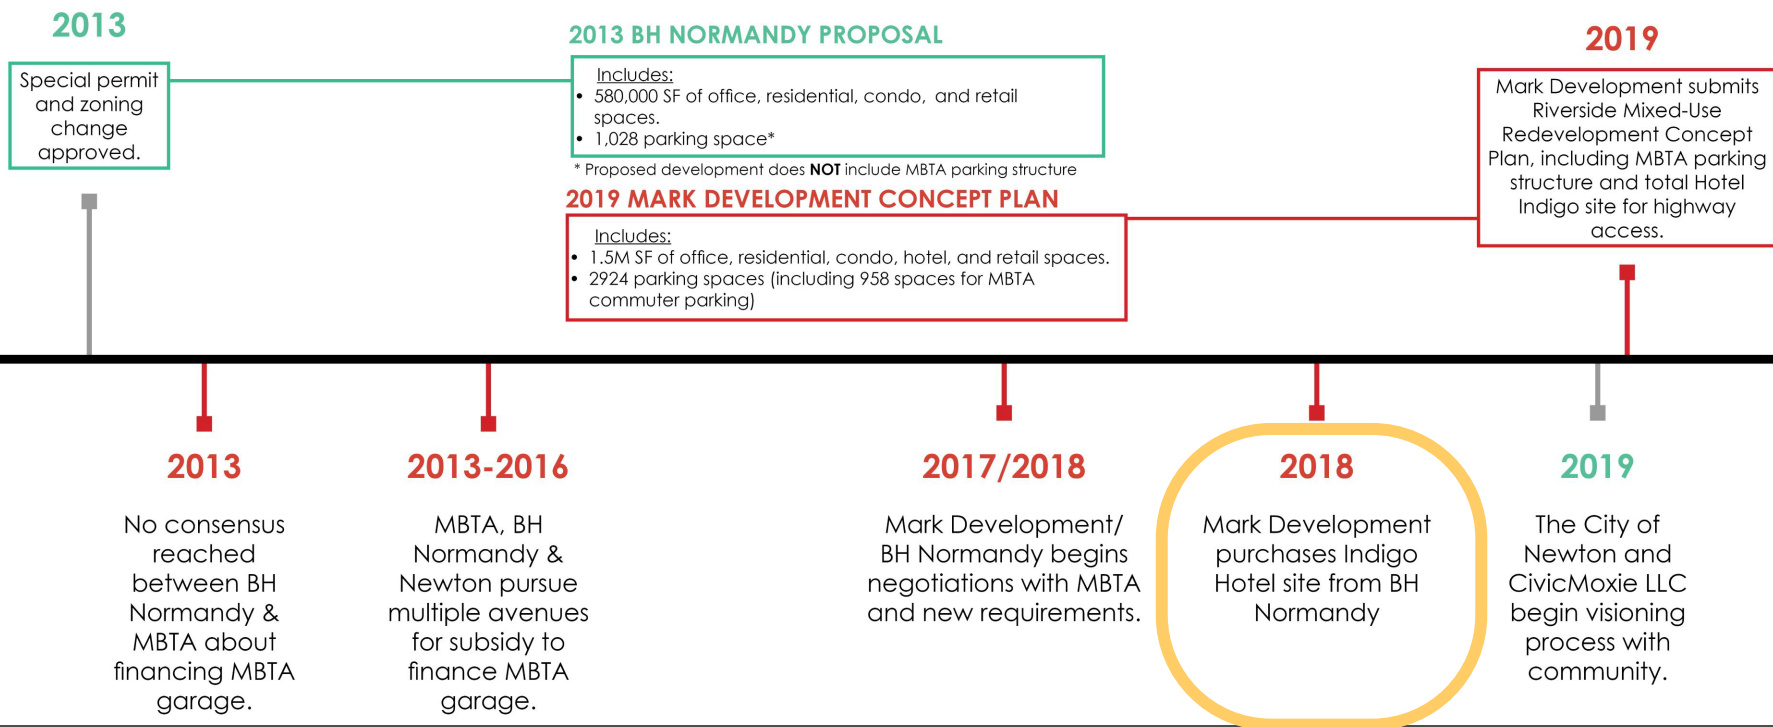 2013
Special permit
and zoning
change
approved.
2013 BH NORMANDY PROPOSAL
Includes:
• 580,000 SF of office, residential, condo, and retail
spaces.
• 1,028 parking space*
* Proposed development does NOT include MBTA parking structure
2019 MARK DEVELOPMENT CONCEPT PLAN
Includes:
• 1.5M SF of office, residential, condo, hotel, and retail spaces.
• 2924 parking spaces (including 958 spaces for MBTA
commuter parking)
2019
Mark Development submits
Riverside Mixed-Use
Redevelopment Concept
Plan, including MBTA parking
structure and total Hotel
Indigo site for highway
access.
2013
No consensus
reached
between BH
Normandy &
MBTA about
financing MBTA
garage.
2013-2016
MBTA, BH
Normandy &
Newton pursue
multiple avenues
for subsidy to
finance MBTA
garage.
2017/2018
Mark Development/
BH Normandy begins
negotiations with MBTA
and new requirements.
2018
Mark Development
purchases Indigo
Hotel site from BH
Normandy
2019
The City of
Newton and
CivicMoxie LLC
begin visioning
process with
community.